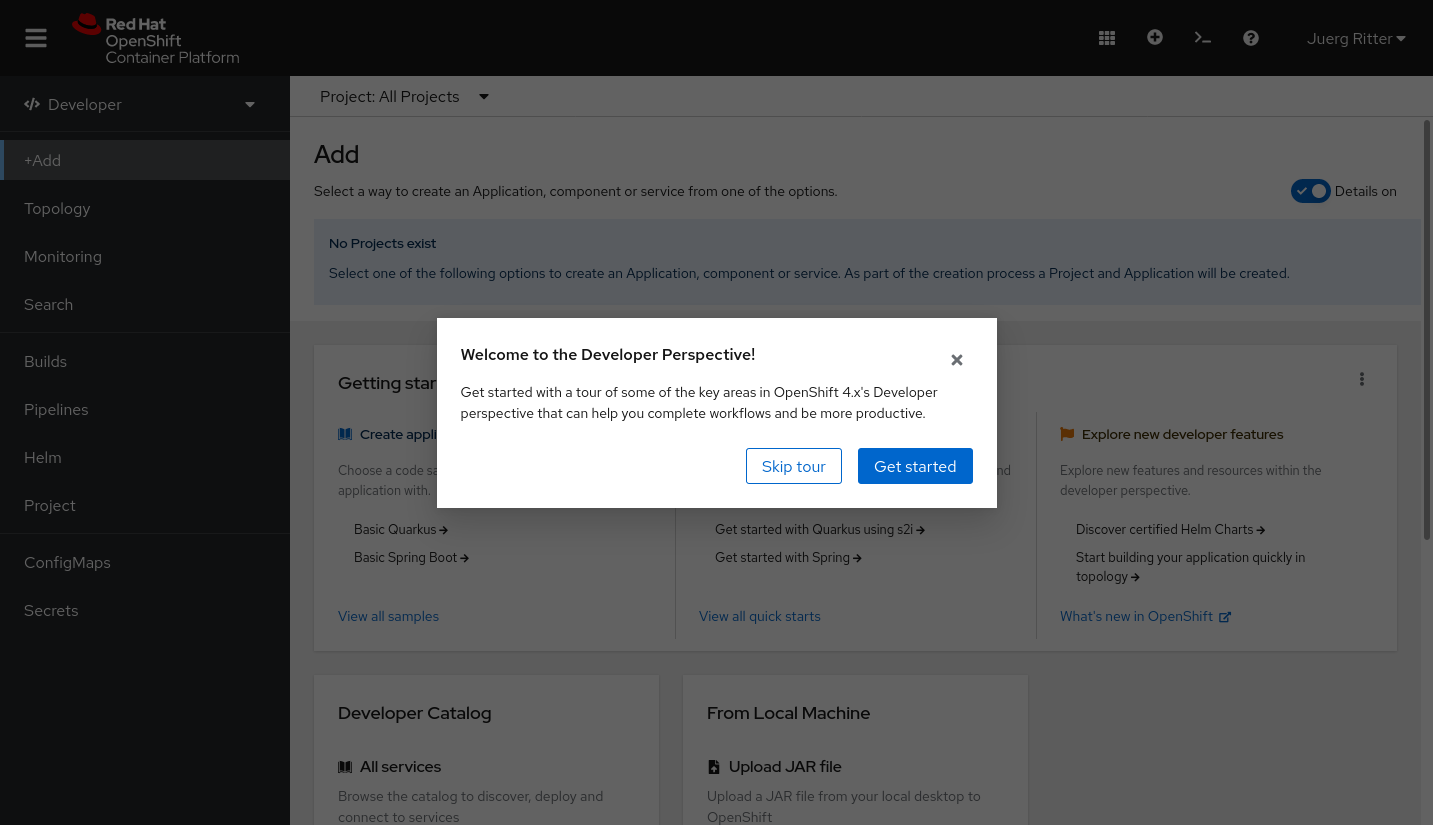 Red Hat
OpenShift
Container Platform
Juerg Ritter
Developer
+Add
Topology
Monitoring
Search
Builds
Pipelines
Helm
Project
ConfigMaps
Secrets
Project: All Projects
Add
Select a way to create an Application, component or service from one of the options.
Details on
No Projects exist
Select one of the following options to create an Application, component or service. As part of the creation process a Project and Application will be created.
Welcome to the Developer Perspective!
Get started with a tour of some of the key areas in OpenShift 4.x's Developer
perspective that can help you complete workflows and be more productive.
Skip tour
Get started
Getting star
Create appli
Choose a code sa
application with.
Basic Quarkus
Basic Spring Boot
View all samples
nd
Get started with Quarkus using s2i
Get started with Spring
View all quick starts
Explore new developer features
Explore new features and resources within the
developer perspective.
Discover certified Helm Charts
Start building your application quickly in
topology
What's new in OpenShift
Developer Catalog
All services
Browse the catalog to discover, deploy and
connect to services
From Local Machine
Upload JAR file
Upload a JAR file from your local desktop to
OpenShift